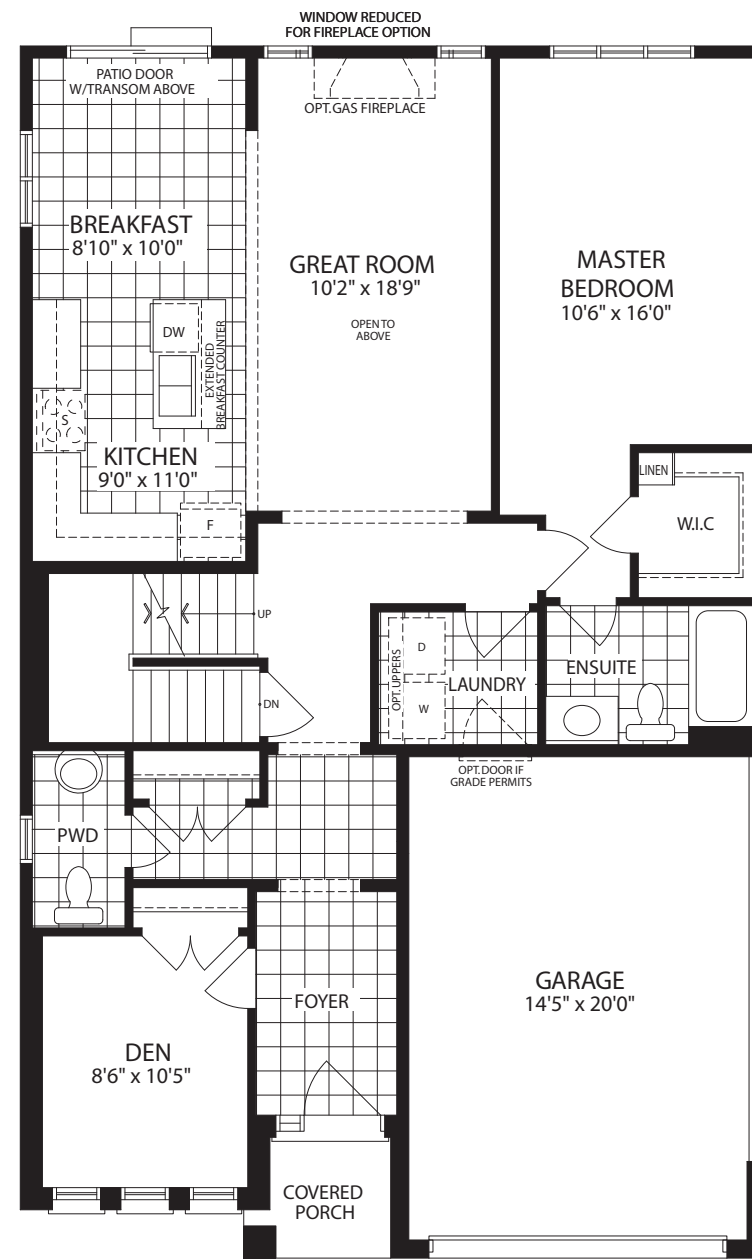 WINDOW REDUCED
FOR FIREPLACE OPTION
PATIO DOOR
W/TRANSOM ABOVE
OPT.GAS FIREPLACE
BREAKFAST
8'10" x 10'0"
GREAT ROOM
10'2" x 18'9"
OPEN TO
ABOVE
MASTER
BEDROOM
10'6" x 16'0"
DW
EXTENDED
BREAKFAST COUNTER
S
KITCHEN
9'0" x 11'0"
F
LINEN
W.I.C
UP
DN
OPT.UPPERS
D
W
LAUNDRY
ENSUITE
OPT.DOOR IF
GRADE PERMITS
PWD
FOYER
GARAGE
14'5" x 20'0"
DEN
8'6" x 10'5"
COVERED
PORCH